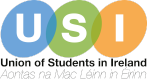 USI
Union of Students in Ireland
Aontas na Mac Léinn in Éirinn